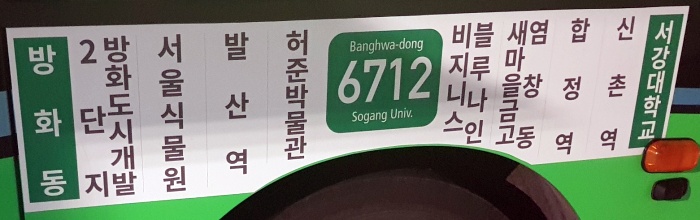 방화동
방화도시개발
2단지
서울식물원
발산역
허준박물관
Banghwa-dong
6712
Sogang Univ.
블루나인
비지니스
염창동
새마을금고
합정역
신촌역
서강대학교